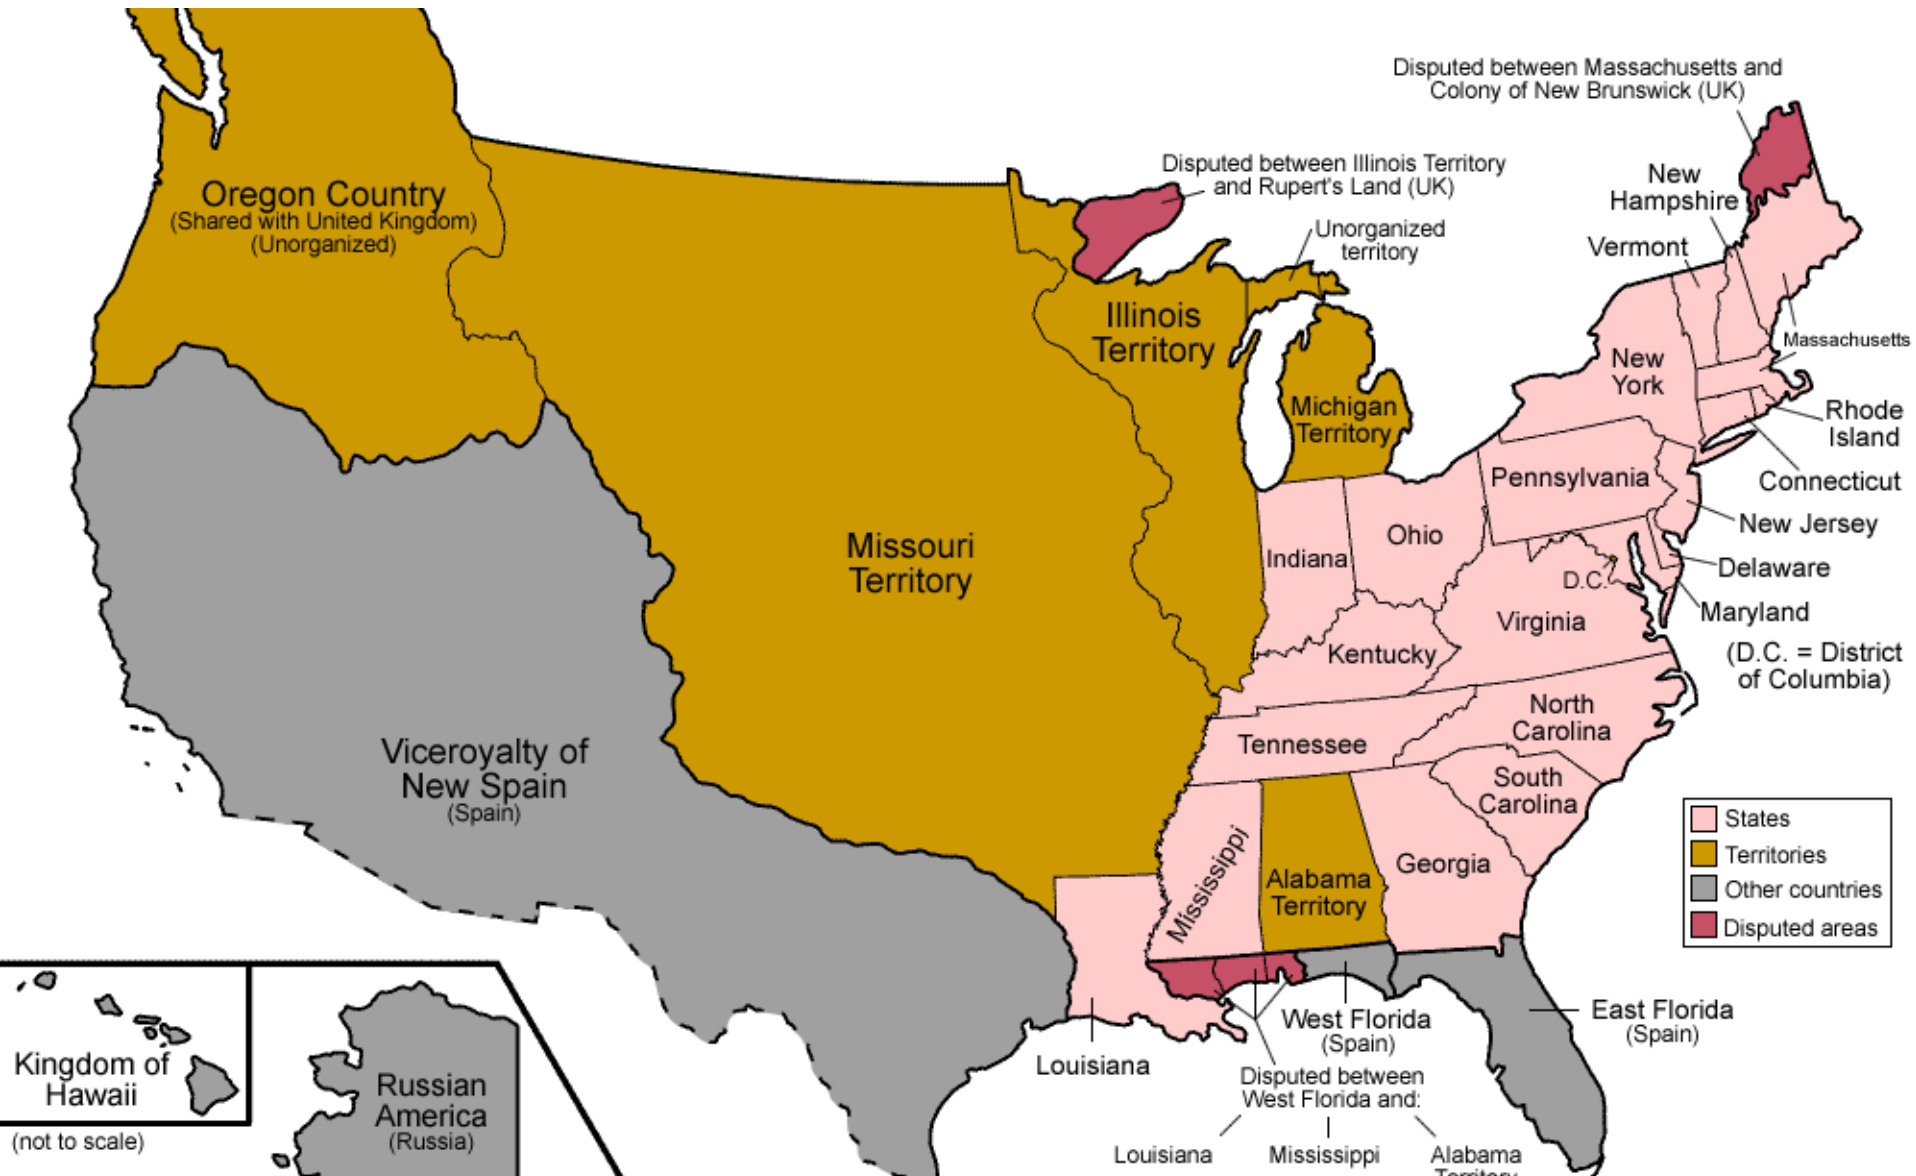 Disputed between Massachusetts and
Colony of New Brunswick (UK)
Disputed between Illinois Territory
and Rupert's Land (UK)
New
Hampshire
Oregon Country
(Shared with United Kingdom)
(Unorganized)
Unorganized
territory
Vermont
Illinois
Territory
Massachusetts
New
York
Michigan
Territory
Rhode
Island
Pennsylvania
Connecticut
New Jersey
Ohio
Missouri
Territory
Indiana
Delaware
D.C.
Maryland
Virginia
Kentucky
(D.C. = District
of Columbia)
North
Carolina
Tennessee
Viceroyalty of
New Spain
(Spain)
South
Carolina
States
Territories
Other countries
Disputed areas
Mississippi
Georgia
Alabama
Territory
East Florida
(Spain)
West Florida
(Spain)
Louisiana
Kingdom of
Hawaii
(not to scale)
Russian
America
(Russia)
Disputed between
West Florida and:
Louisiana
Mississippi
Alabama
Territory